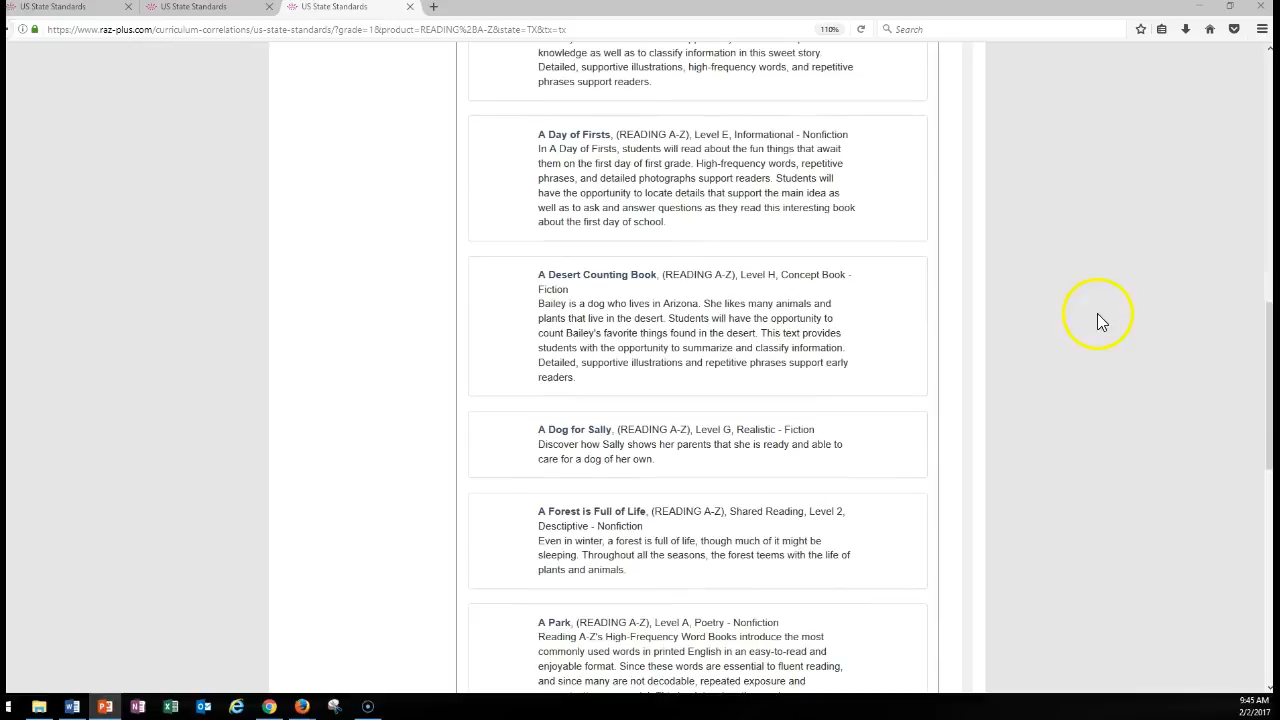 US State Standards
US State Standards
US State Standards
https://www.raz-plus.com/curriculum-correlations/us-state-standards/?grade=1&product=READING%2BA-Z&state=TX&tx=tx
110%
Search
knowledge as well as to classify information in this sweet story.
Detailed, supportive illustrations, high-frequency words, and repetitive
phrases support readers.
A Day of Firsts, (READING A-Z), Level E, Informational - Nonfiction
In A Day of Firsts, students will read about the fun things that await
them on the first day of first grade. High-frequency words, repetitive
phrases, and detailed photographs support readers. Students will
have the opportunity to locate details that support the main idea as
well as to ask and answer questions as they read this interesting book
about the first day of school.
A Desert Counting Book, (READING A-Z), Level H, Concept Book -
Fiction
Bailey is a dog who lives in Arizona. She likes many animals and
plants that live in the desert. Students will have the opportunity to
count Bailey's favorite things found in the desert. This text provides
students with the opportunity to summarize and classify information.
Detailed, supportive illustrations and repetitive phrases support early
readers.
A Dog for Sally, (READING A-Z), Level G, Realistic - Fiction
Discover how Sally shows her parents that she is ready and able to
care for a dog of her own.
A Forest is Full of Life, (READING A-Z), Shared Reading, Level 2,
Desctiptive - Nonfiction
Even in winter, a forest is full of life, though much of it might be
sleeping. Throughout all the seasons, the forest teems with the life of
plants and animals.
A Park, (READING A-Z), Level A, Poetry - Nonfiction
Reading A-Z's High-Frequency Word Books introduce the most
commonly used words in printed English in an easy-to-read and
enjoyable format. Since these words are essential to fluent reading,
and since many are not decodable, repeated exposure and
9:45 AM
2/2/2017